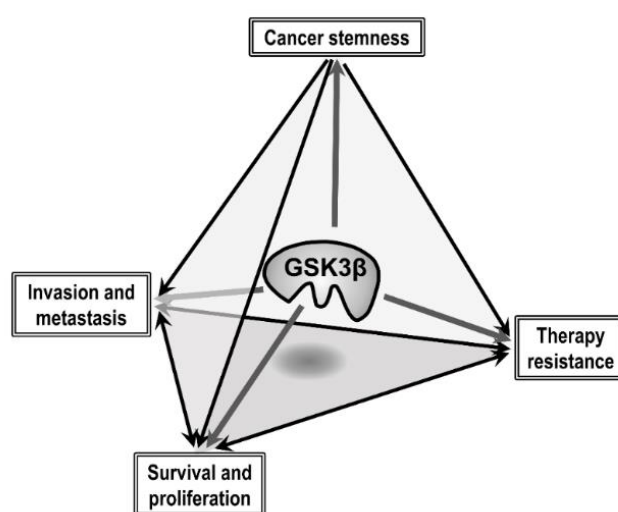 Cancer stemness
GSK3β
Invasion and
metastasis
Therapy
resistance
Survival and
proliferation